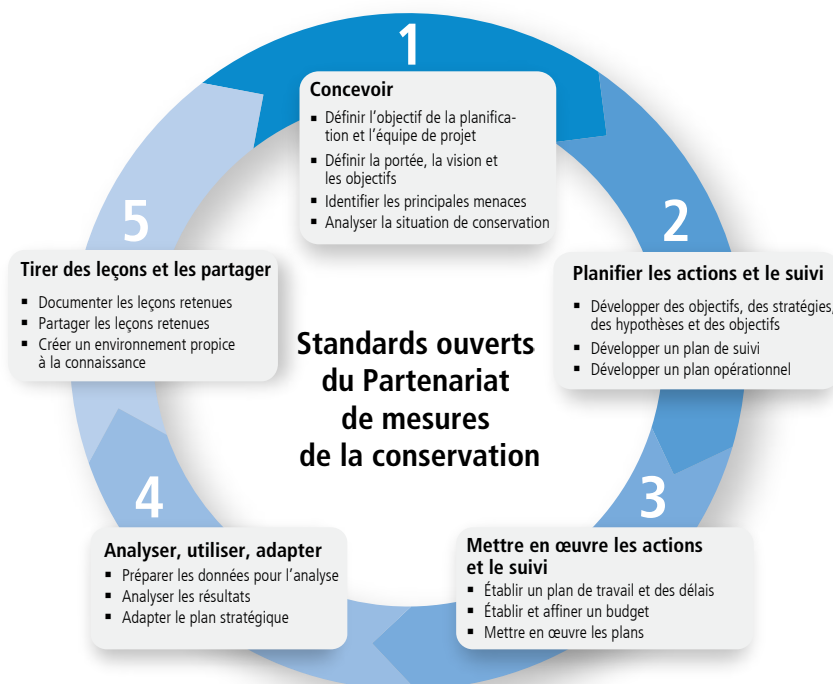 1
Concevoir
▪ Définir l'objectif de la planifica-
tion et l'équipe de projet
▪ Définir la portée, la vision et
les objectifs
▪ Identifier les principales menaces
▪ Analyser la situation de conservation
2
Planifier les actions et le suivi
▪ Développer des objectifs, des stratégies,
des hypothèses et des objectifs
▪ Développer un plan de suivi
▪ Développer un plan opérationnel
3
Mettre en œuvre les actions
et le suivi
▪ Établir un plan de travail et des délais
▪ Établir et affiner un budget
▪ Mettre en œuvre les plans
4
Analyser, utiliser, adapter
▪ Préparer les données pour l'analyse
▪ Analyser les résultats
▪ Adapter le plan stratégique
5
Tirer des leçons et les partager
▪ Documenter les leçons retenues
▪ Partager les leçons retenues
▪ Créer un environnement propice
à la connaissance
Standards ouverts
du Partenariat
de mesures
de la conservation